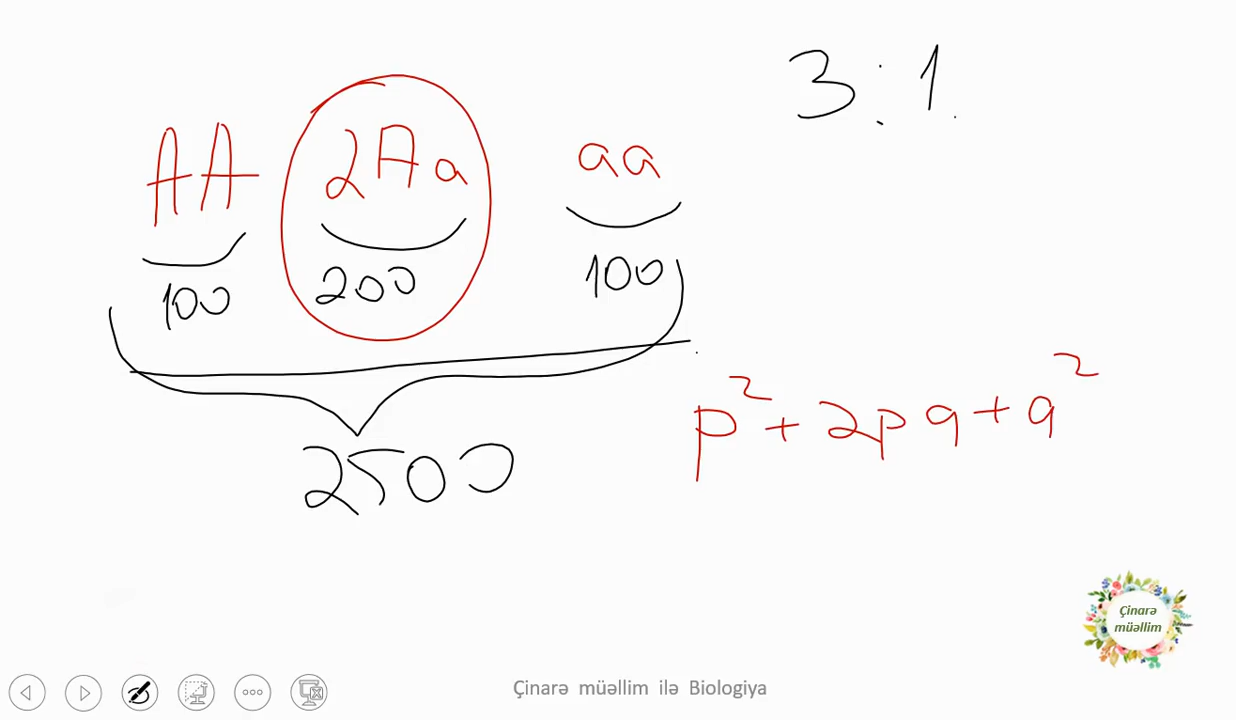 3:1
AA 2Aa aa
100 200 100
p²+2pq+q²
2500
Çinarə
müəllim
Çinarə müəllim ilə Biologiya